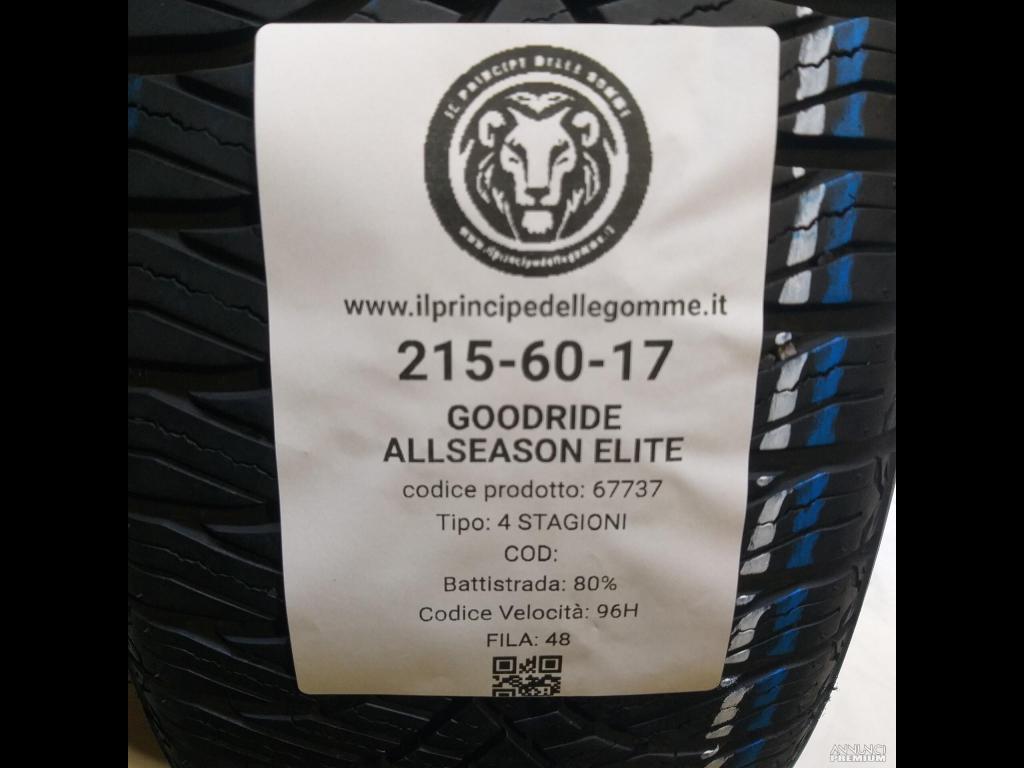 IL PRINCIPE DELLE GOMME
www.ilprincipedellegomme.it
www.ilprincipedellegomme.it
215-60-17
GOODRIDE
ALLSEASON ELITE
codice prodotto: 67737
Tipo: 4 STAGIONI
COD:
Battistrada: 80%
Codice Velocità: 96H
FILA: 48
ANNUNCI
PREMIUM